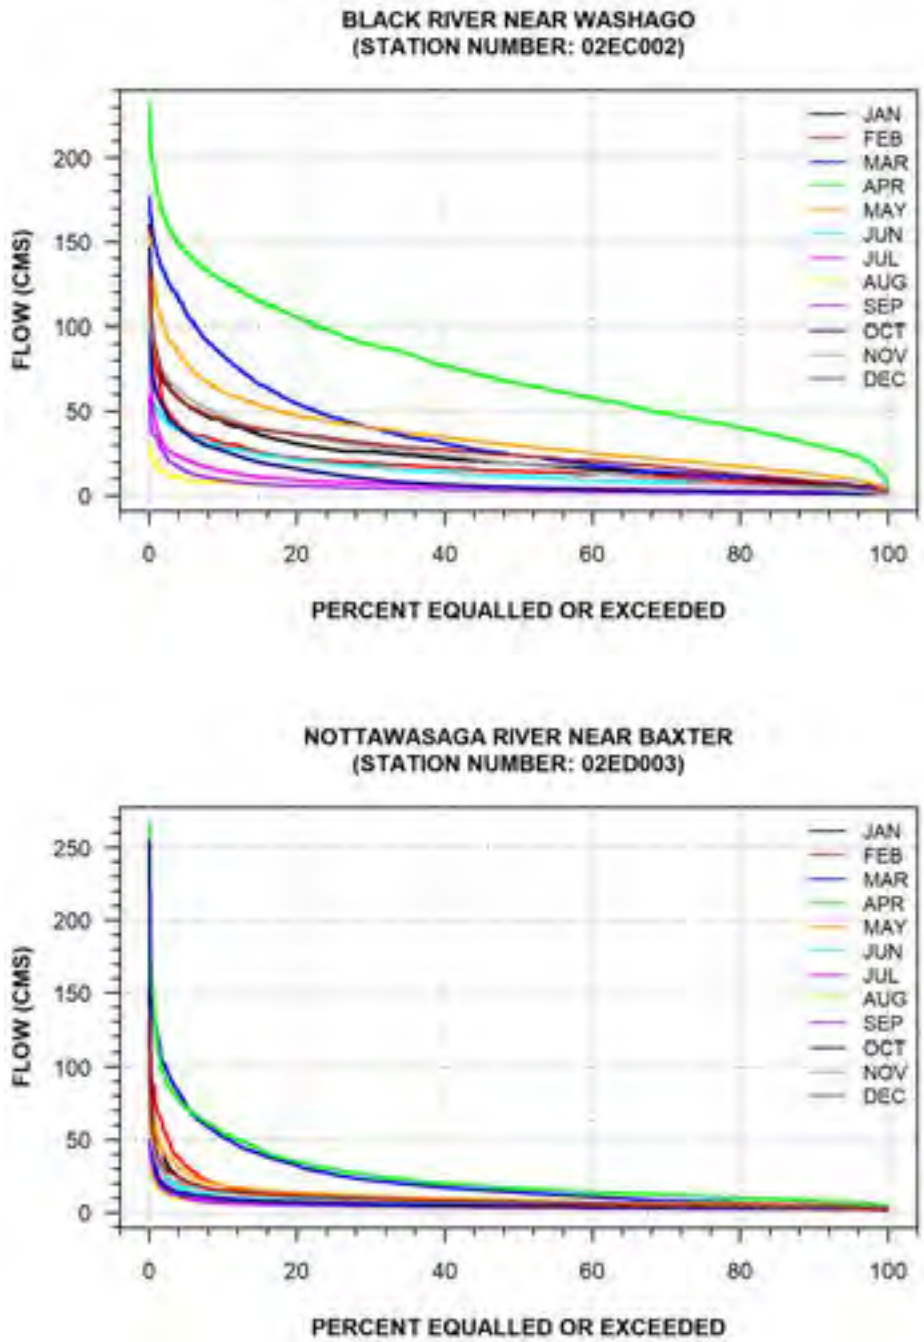 BLACK RIVER NEAR WASHAGO
(STATION NUMBER: 02EC002)
FLOW (CMS)
200
150
100
50
0
JAN
FEB
MAR
APR
MAY
JUN
JUL
AUG
SEP
OCT
NOV
DEC
0 20 40 60 80 100
PERCENT EQUALLED OR EXCEEDED
NOTTAWASAGA RIVER NEAR BAXTER
(STATION NUMBER: 02ED003)
FLOW (CMS)
250
200
150
100
50
0
JAN
FEB
MAR
APR
MAY
JUN
JUL
AUG
SEP
OCT
NOV
DEC
0 20 40 60 80 100
PERCENT EQUALLED OR EXCEEDED